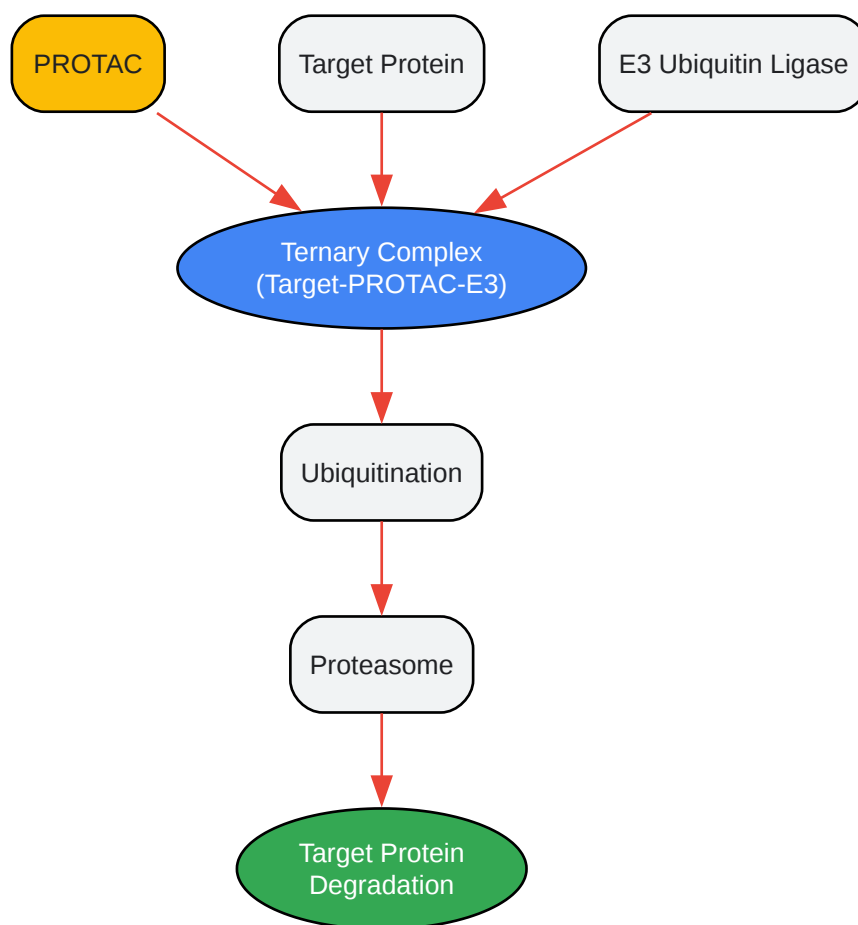 PROTAC
Target Protein
E3 Ubiquitin Ligase
Ternary Complex
(Target-PROTAC-E3)
Ubiquitination
Proteasome
Target Protein
Degradation